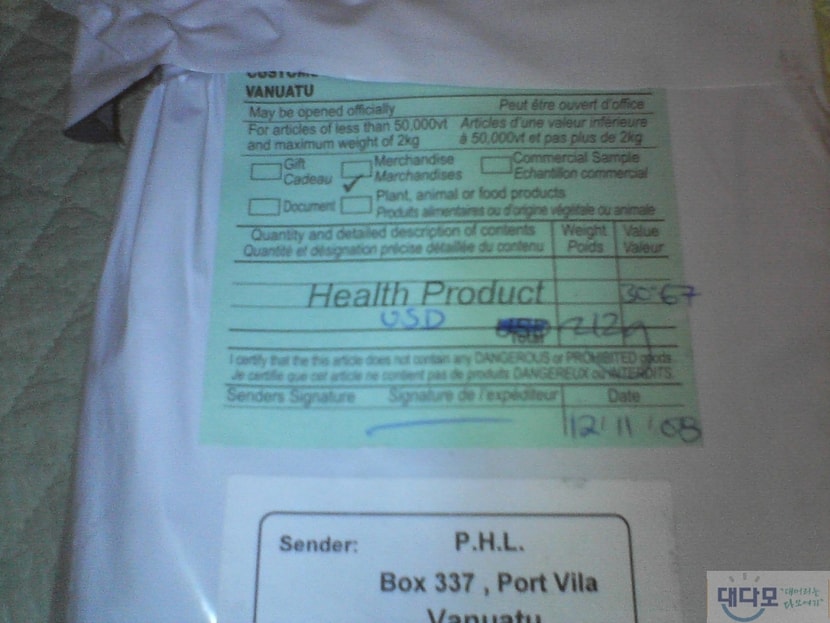 CUSTOMS
VANUATU
May be opened officially Peut être ouvert d'office
For articles of less than 50,000vt Articles d'une valeur inférieure
and maximum weight of 2kg à 50,000vt et pas plus de 2kg
Gift Merchandise Commercial Sample
Cadeau Marchandises Echantillon commercial
Document Plant, animal or food products
Produits alimentaires ou d'origine végétale ou animale
Quantity and detailed description of contents Weight Value
Quantité et désignation précise détaillée du contenu Poids Valeur
Health Product 30.67
USD Total 212g
I certify that the this article does not contain any DANGEROUS or PROHIBITED goods.
Je certifie que cet article ne contient pas de produits DANGEREUX ou INTERDITS.
Senders Signature Signature de l'expéditeur Date
12 11 08
Sender: P.H.L.
Box 337 , Port Vila
Vanuatu
대다모